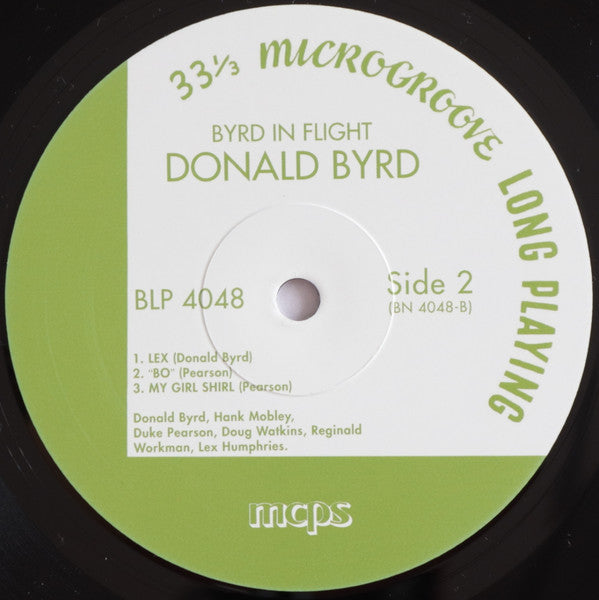 33⅓ MICROGROOVE LONG PLAYING
BYRD IN FLIGHT
DONALD BYRD
BLP 4048
Side 2
(BN 4048-B)
1. LEX (Donald Byrd)
2. "BO" (Pearson)
3. MY GIRL SHIRL (Pearson)
Donald Byrd, Hank Mobley,
Duke Pearson, Doug Watkins, Reginald
Workman, Lex Humphries.
mcps